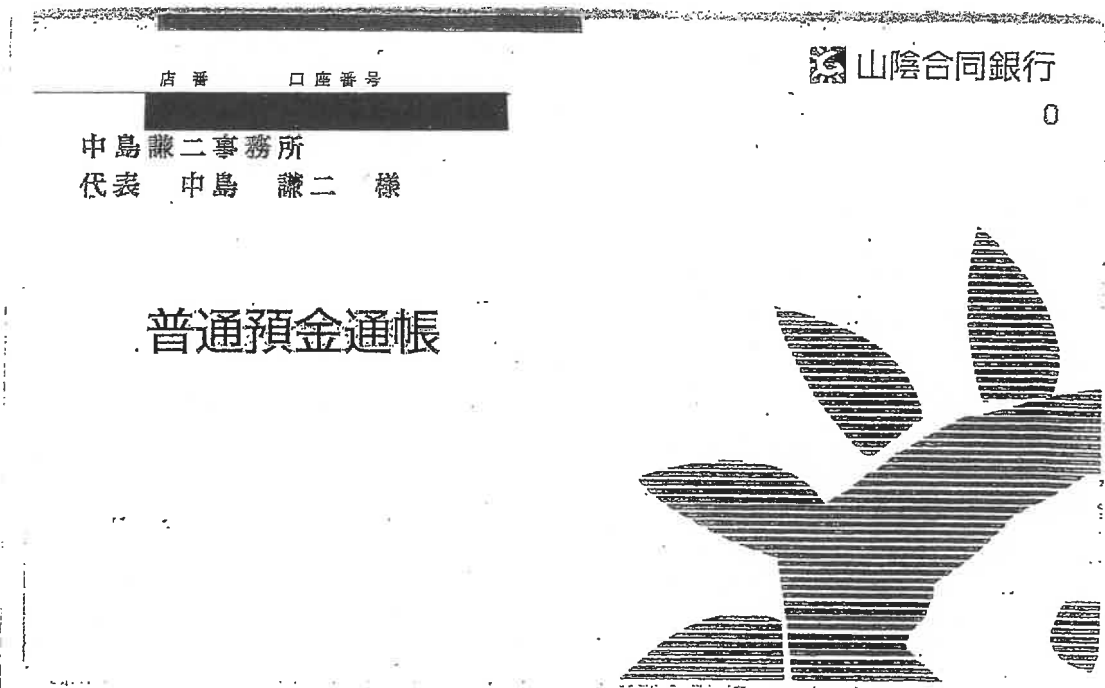 店番 口座番号
山陰合同銀行
0
中島謙二事務所
代表 中島 謙二 様
普通預金通帳